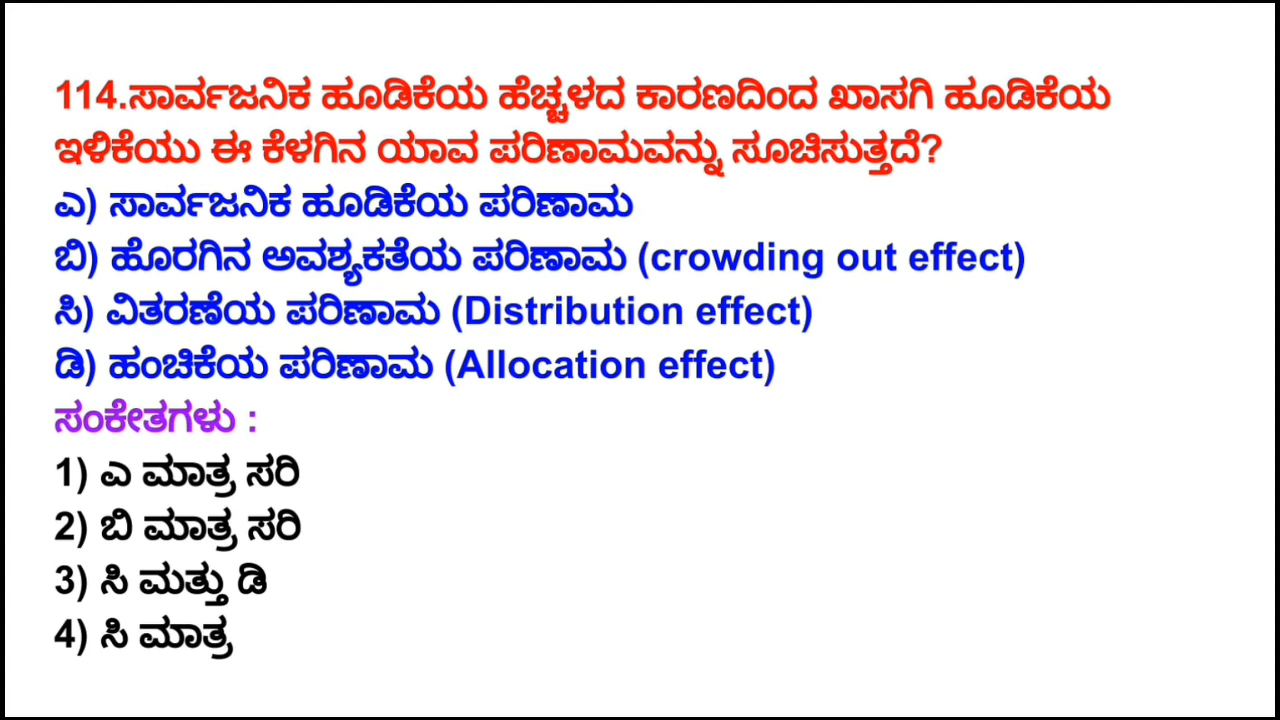 114.ಸಾರ್ವಜನಿಕ ಹೂಡಿಕೆಯ ಹೆಚ್ಚಳದ ಕಾರಣದಿಂದ ಖಾಸಗಿ ಹೂಡಿಕೆಯ
ಇಳಿಕೆಯು ಈ ಕೆಳಗಿನ ಯಾವ ಪರಿಣಾಮವನ್ನು ಸೂಚಿಸುತ್ತದೆ?
ಎ) ಸಾರ್ವಜನಿಕ ಹೂಡಿಕೆಯ ಪರಿಣಾಮ
ಬಿ) ಹೊರಗಿನ ಅವಶ್ಯಕತೆಯ ಪರಿಣಾಮ (crowding out effect)
ಸಿ) ವಿತರಣೆಯ ಪರಿಣಾಮ (Distribution effect)
ಡಿ) ಹಂಚಿಕೆಯ ಪರಿಣಾಮ (Allocation effect)
ಸಂಕೇತಗಳು :
1) ಎ ಮಾತ್ರ ಸರಿ
2) ಬಿ ಮಾತ್ರ ಸರಿ
3) ಸಿ ಮತ್ತು ಡಿ
4) ಸಿ ಮಾತ್ರ